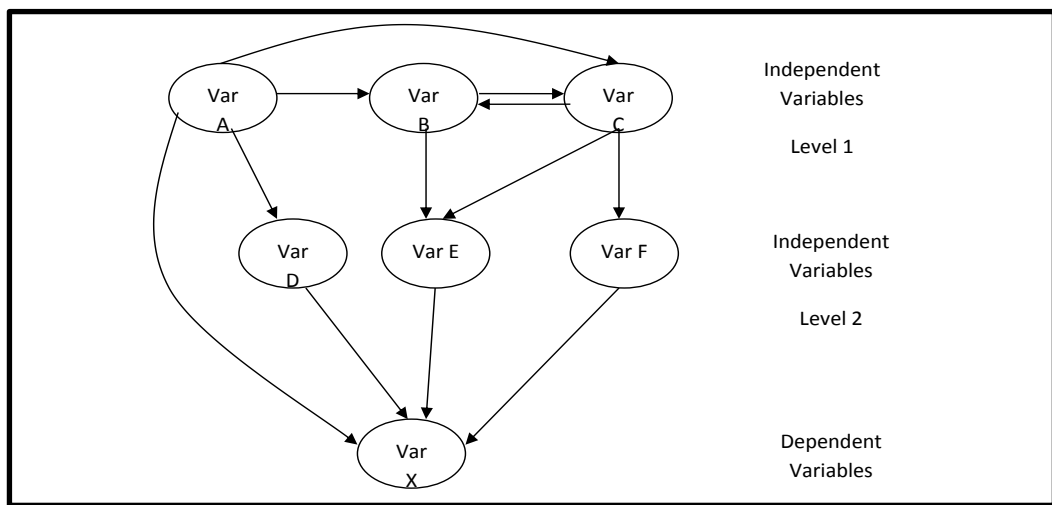 Var
A
Var
B
Var
C
Independent
Variables
Level 1
Var
D
Var E
Var F
Independent
Variables
Level 2
Var
X
Dependent
Variables